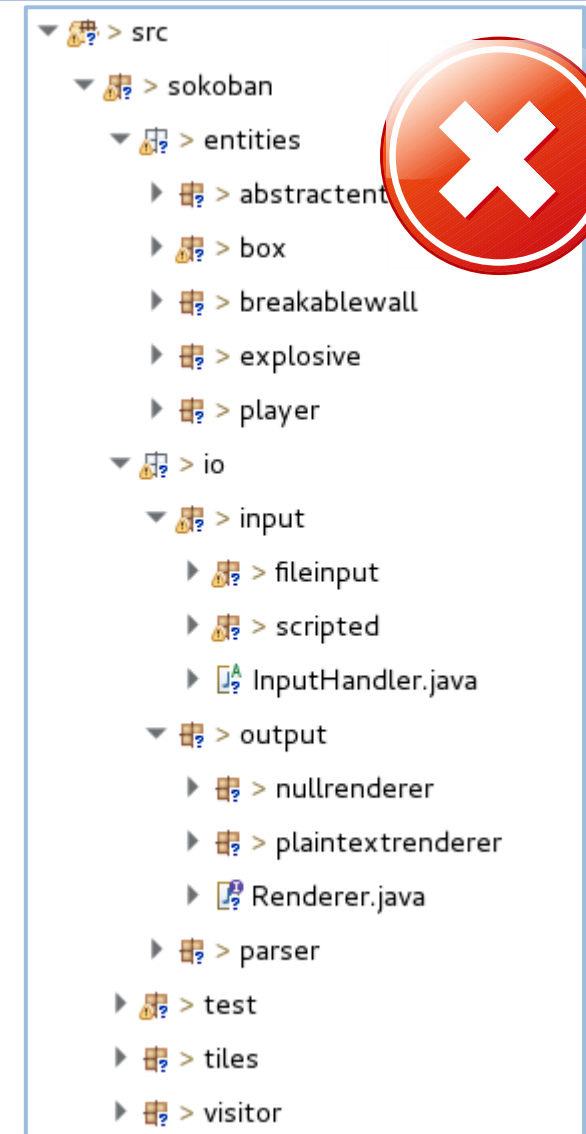 > src
> sokoban
> entities
> abstractent
> box
> breakablewall
> explosive
> player
> io
> input
> fileinput
> scripted
InputHandler.java
> output
> nullrenderer
> plaintextrenderer
Renderer.java
> parser
> test
> tiles
> visitor